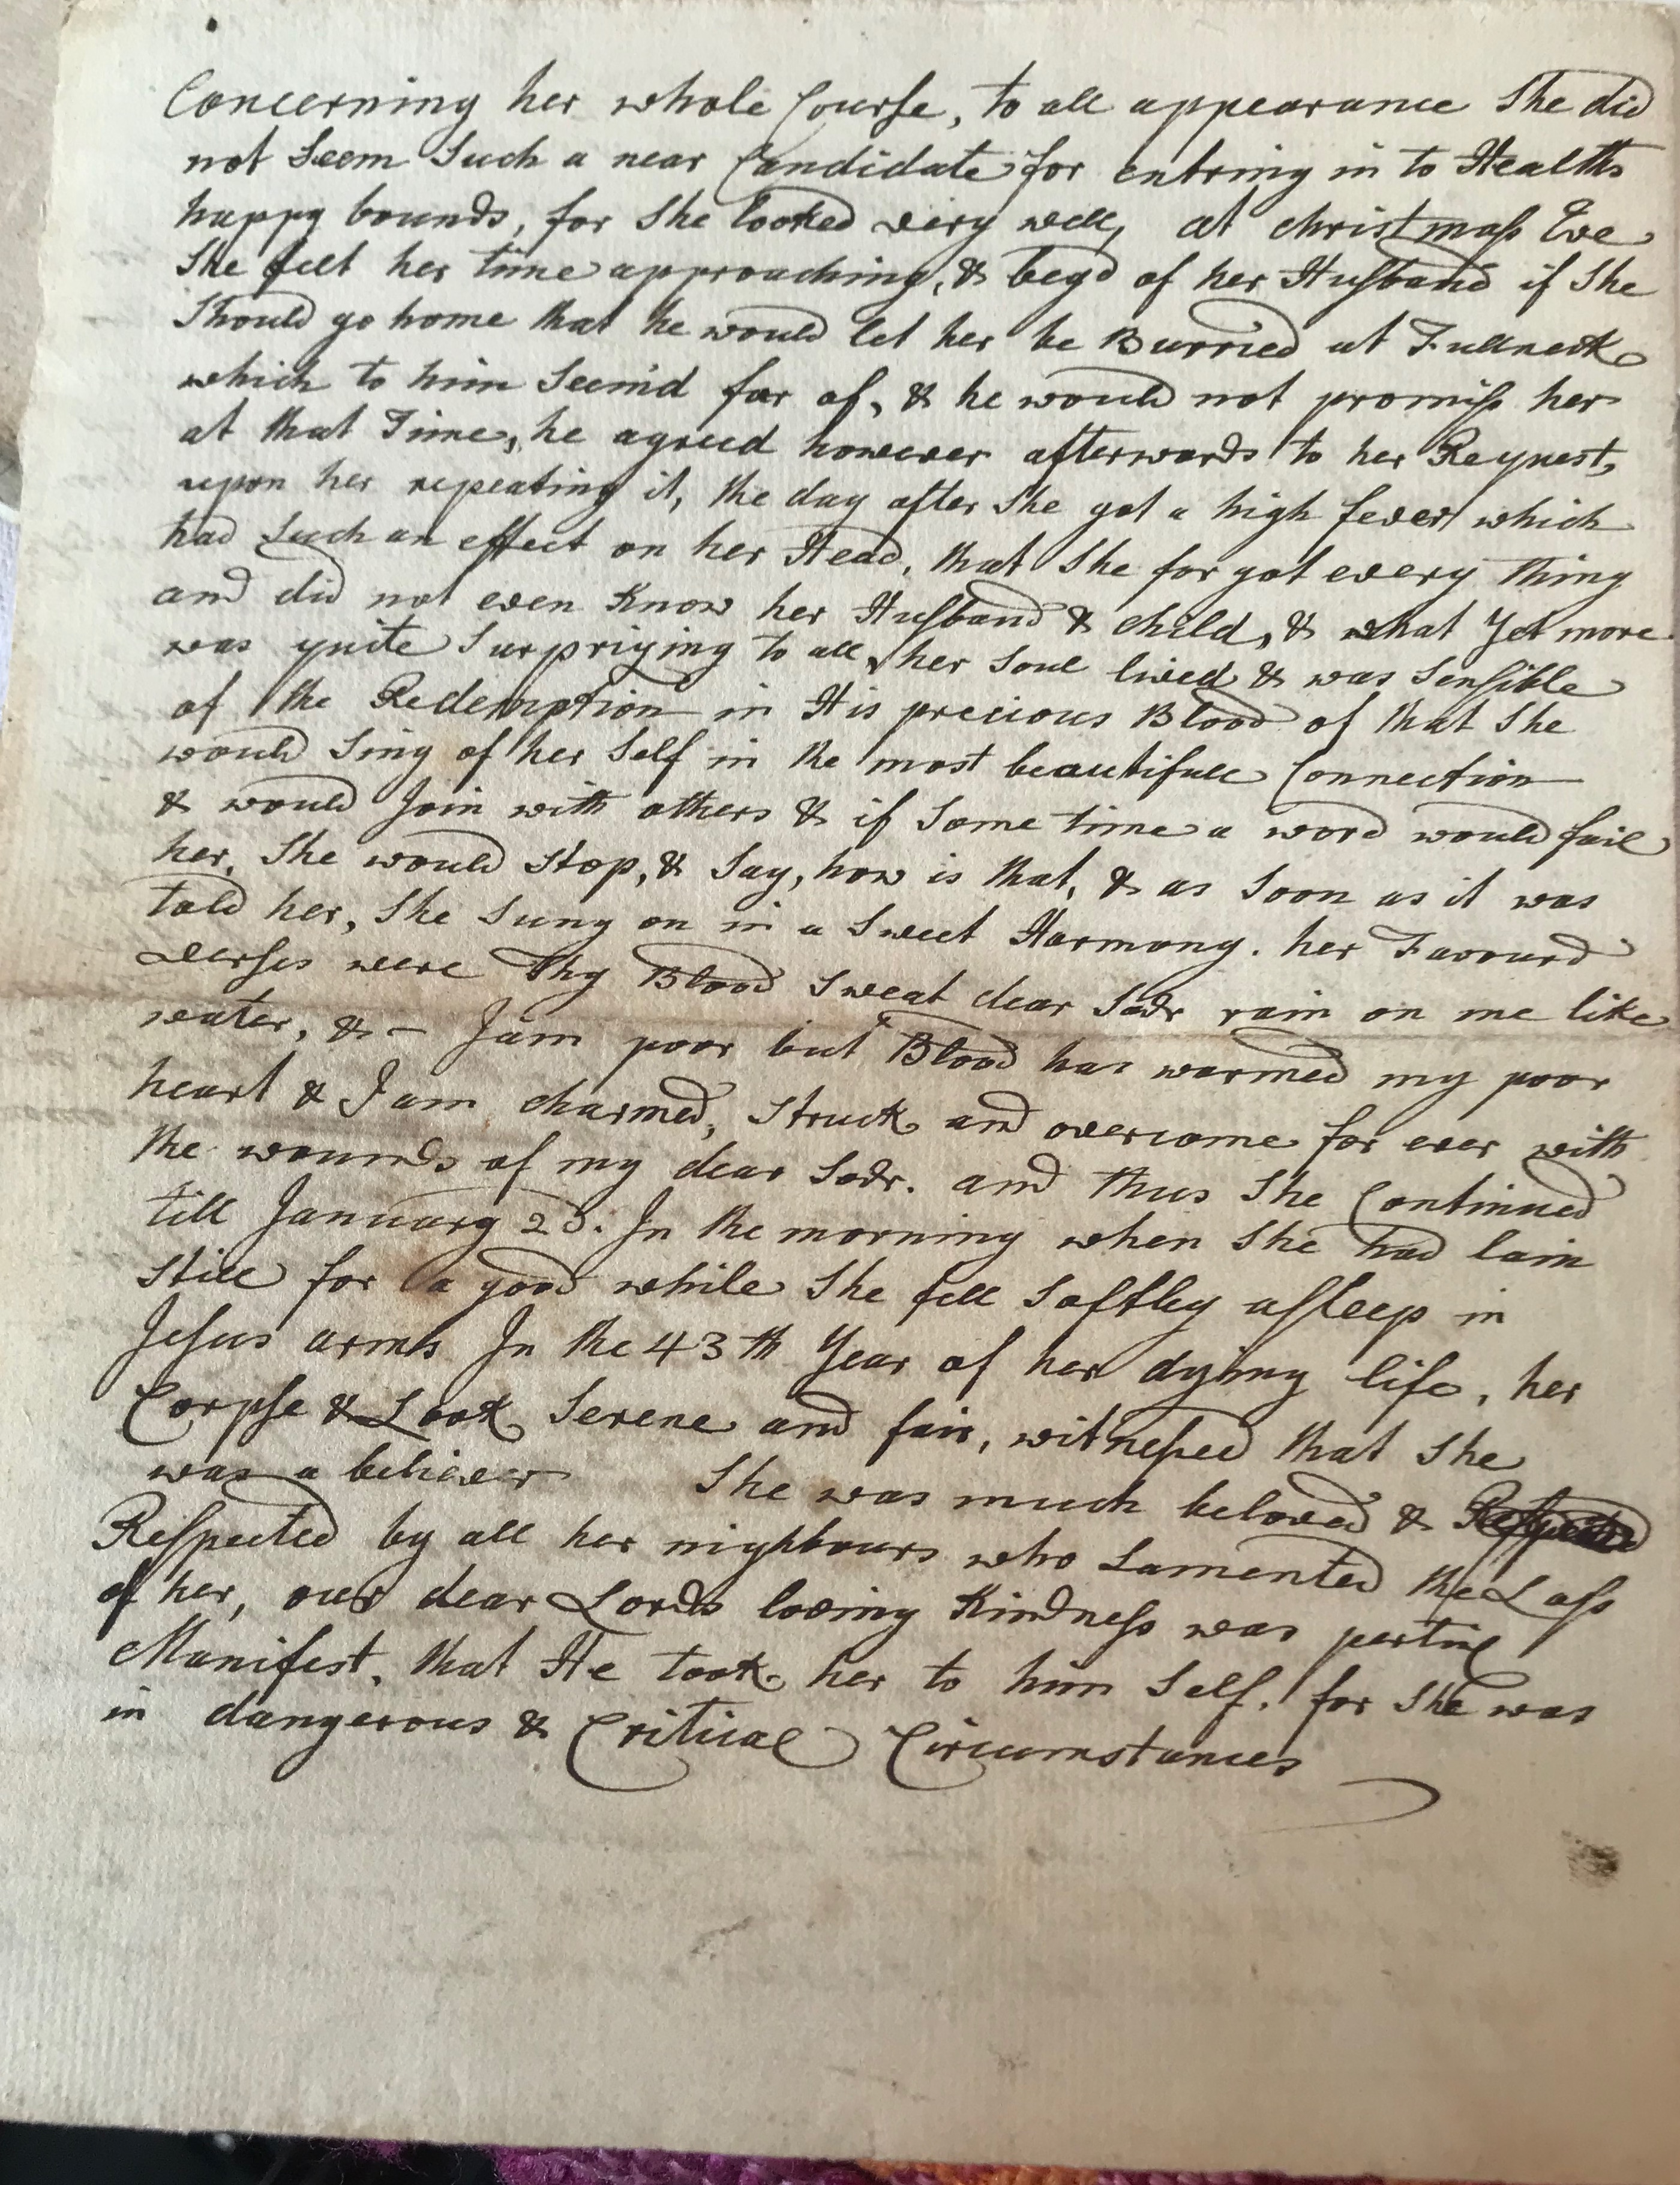 Concerning her whole Course, to all appearance She did
not Seem Such a near Candidate for entring in to Healths
happy bounds, for She looked very well, at christmass Eve
She felt her time approaching, & beg'd of her Husband if She
Should go home that he would let her be Burried at Fullneck
which to him Seem'd far of, & he would not promiss her
at that Time, he agreed however afterwards to her Request,
upon her repeating it, the day after She got a high fever which
had Such an effect on her Head, that She forgot every thing
and did not even Know her Husband & child, & what Yet more
was quite Surprizing to all, her Soul lived & was Sensible
of the Redemption in His precious Blood of that She
would Sing of her Self in the most beautifull Connection
& would Join with others & if Some time a word would fail
her, She would Stop, & Say, how is that, & as Soon as it was
told her, She Sung on in a Sweet Harmony. her Favourd
verses were Thy Blood Sweat dear Sadr rain on me like
water, & – I am poor but Blood has warmed my poor
heart & I am charmed, Struck and overcome for ever with
the wounds of my dear Sadr. and thus She Continued
till January 23. In the morning when She had lain
Still for a good while She fell Softley asleep in
Jesus arms In the 43th Year of her dying life, her
Corpse & Look Serene and fair, witnessed that She
was a believer She was much beloved &
Respected by all her nighbours who Lamented the Loss
of her, our dear Lords loving Kindness was
Manifest, that He took her to him Self, for She was
in dangerous & Critical Circumstances